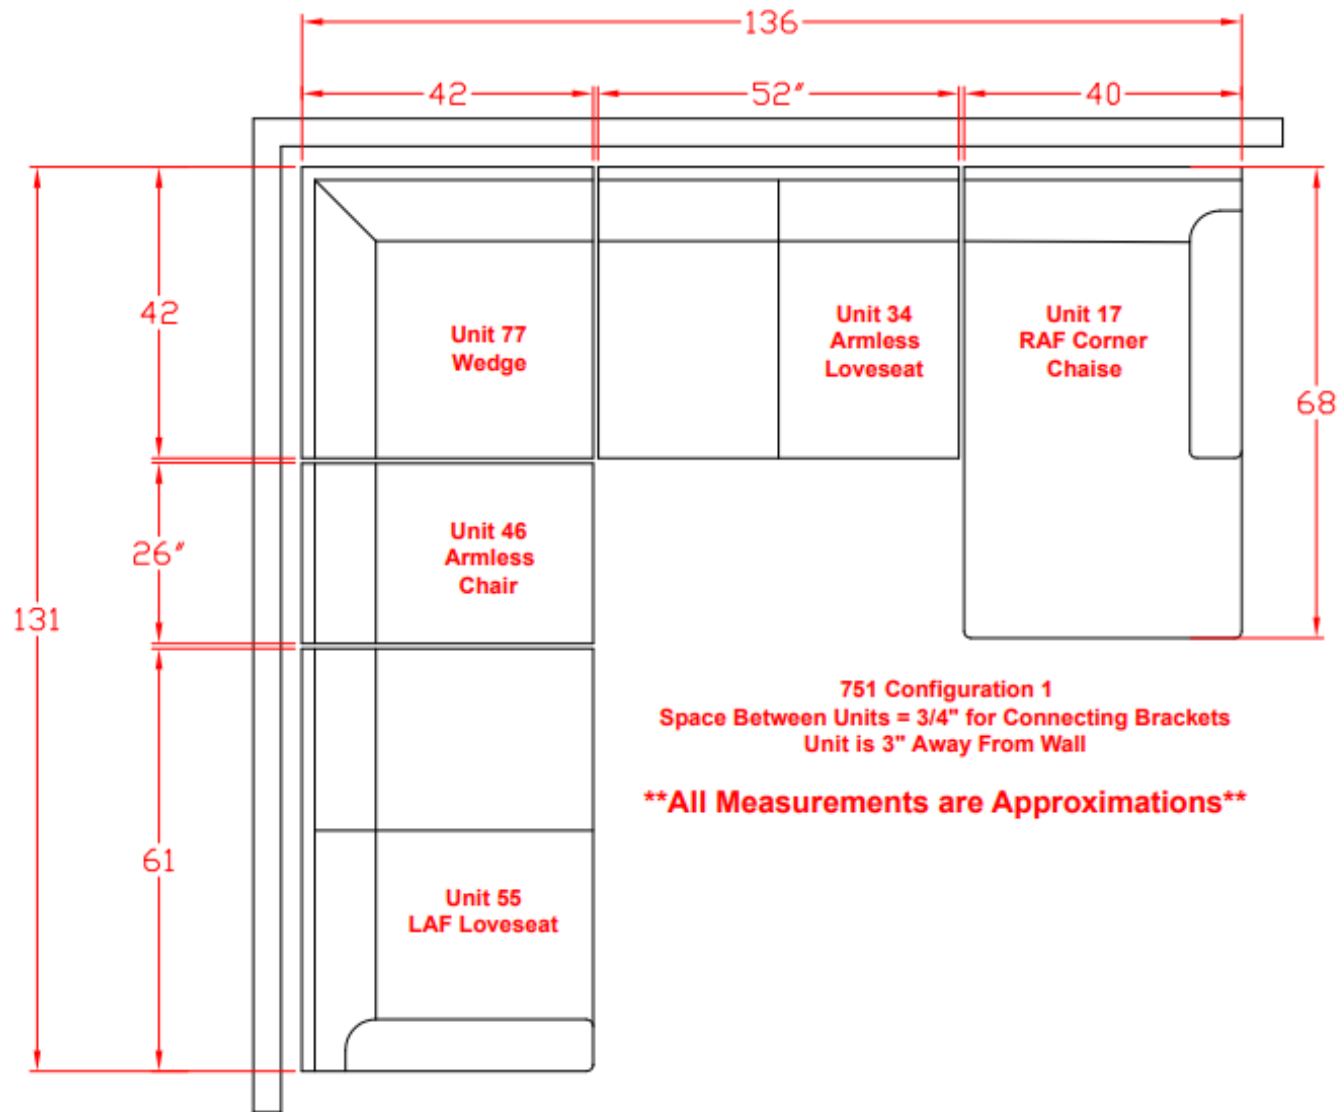 136
42
52"
40
42
Unit 77
Wedge
Unit 34
Armless
Loveseat
Unit 17
RAF Corner
Chaise
68
26"
Unit 46
Armless
Chair
131
751 Configuration 1
Space Between Units = 3/4" for Connecting Brackets
Unit is 3" Away From Wall
**All Measurements are Approximations**
61
Unit 55
LAF Loveseat